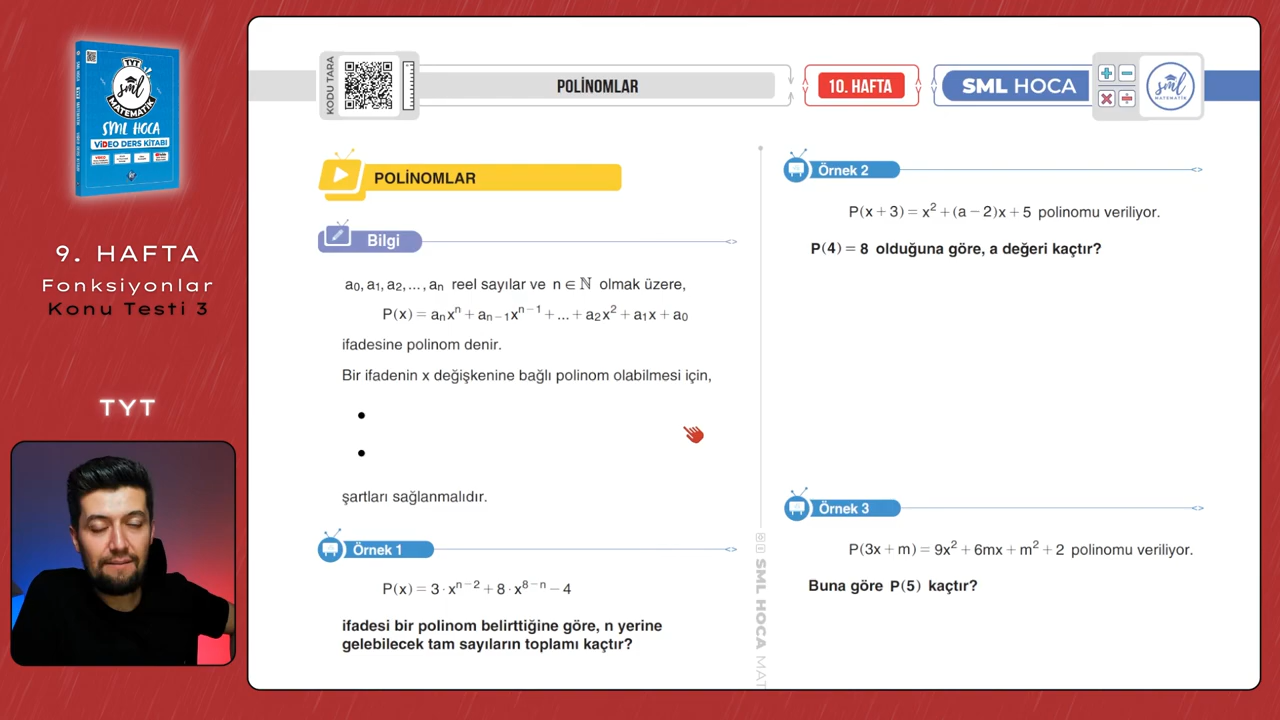 TYT
sml
MATEMATİK
SML HOCA
VİDEO DERS KİTABI
9. HAFTA
Fonksiyonlar
Konu Testi 3
TYT
KODU TARA
POLİNOMLAR
10. HAFTA
SML HOCA
sml
MATEMATİK
POLİNOMLAR
Bilgi
a₀, a₁, a₂, ..., aₙ reel sayılar ve n ∈ ℕ olmak üzere,
P(x) = aₙxⁿ + aₙ₋₁xⁿ⁻¹ + ... + a₂x² + a₁x + a₀
ifadesine polinom denir.
Bir ifadenin x değişkenine bağlı polinom olabilmesi için,
•
•
şartları sağlanmalıdır.
Örnek 1
P(x) = 3 · xⁿ⁻² + 8 · x⁸⁻ⁿ − 4
ifadesi bir polinom belirttiğine göre, n yerine
gelebilecek tam sayıların toplamı kaçtır?
SML HOCA MAT
Örnek 2
P(x + 3) = x² + (a − 2)x + 5 polinomu veriliyor.
P(4) = 8 olduğuna göre, a değeri kaçtır?
Örnek 3
P(3x + m) = 9x² + 6mx + m² + 2 polinomu veriliyor.
Buna göre P(5) kaçtır?